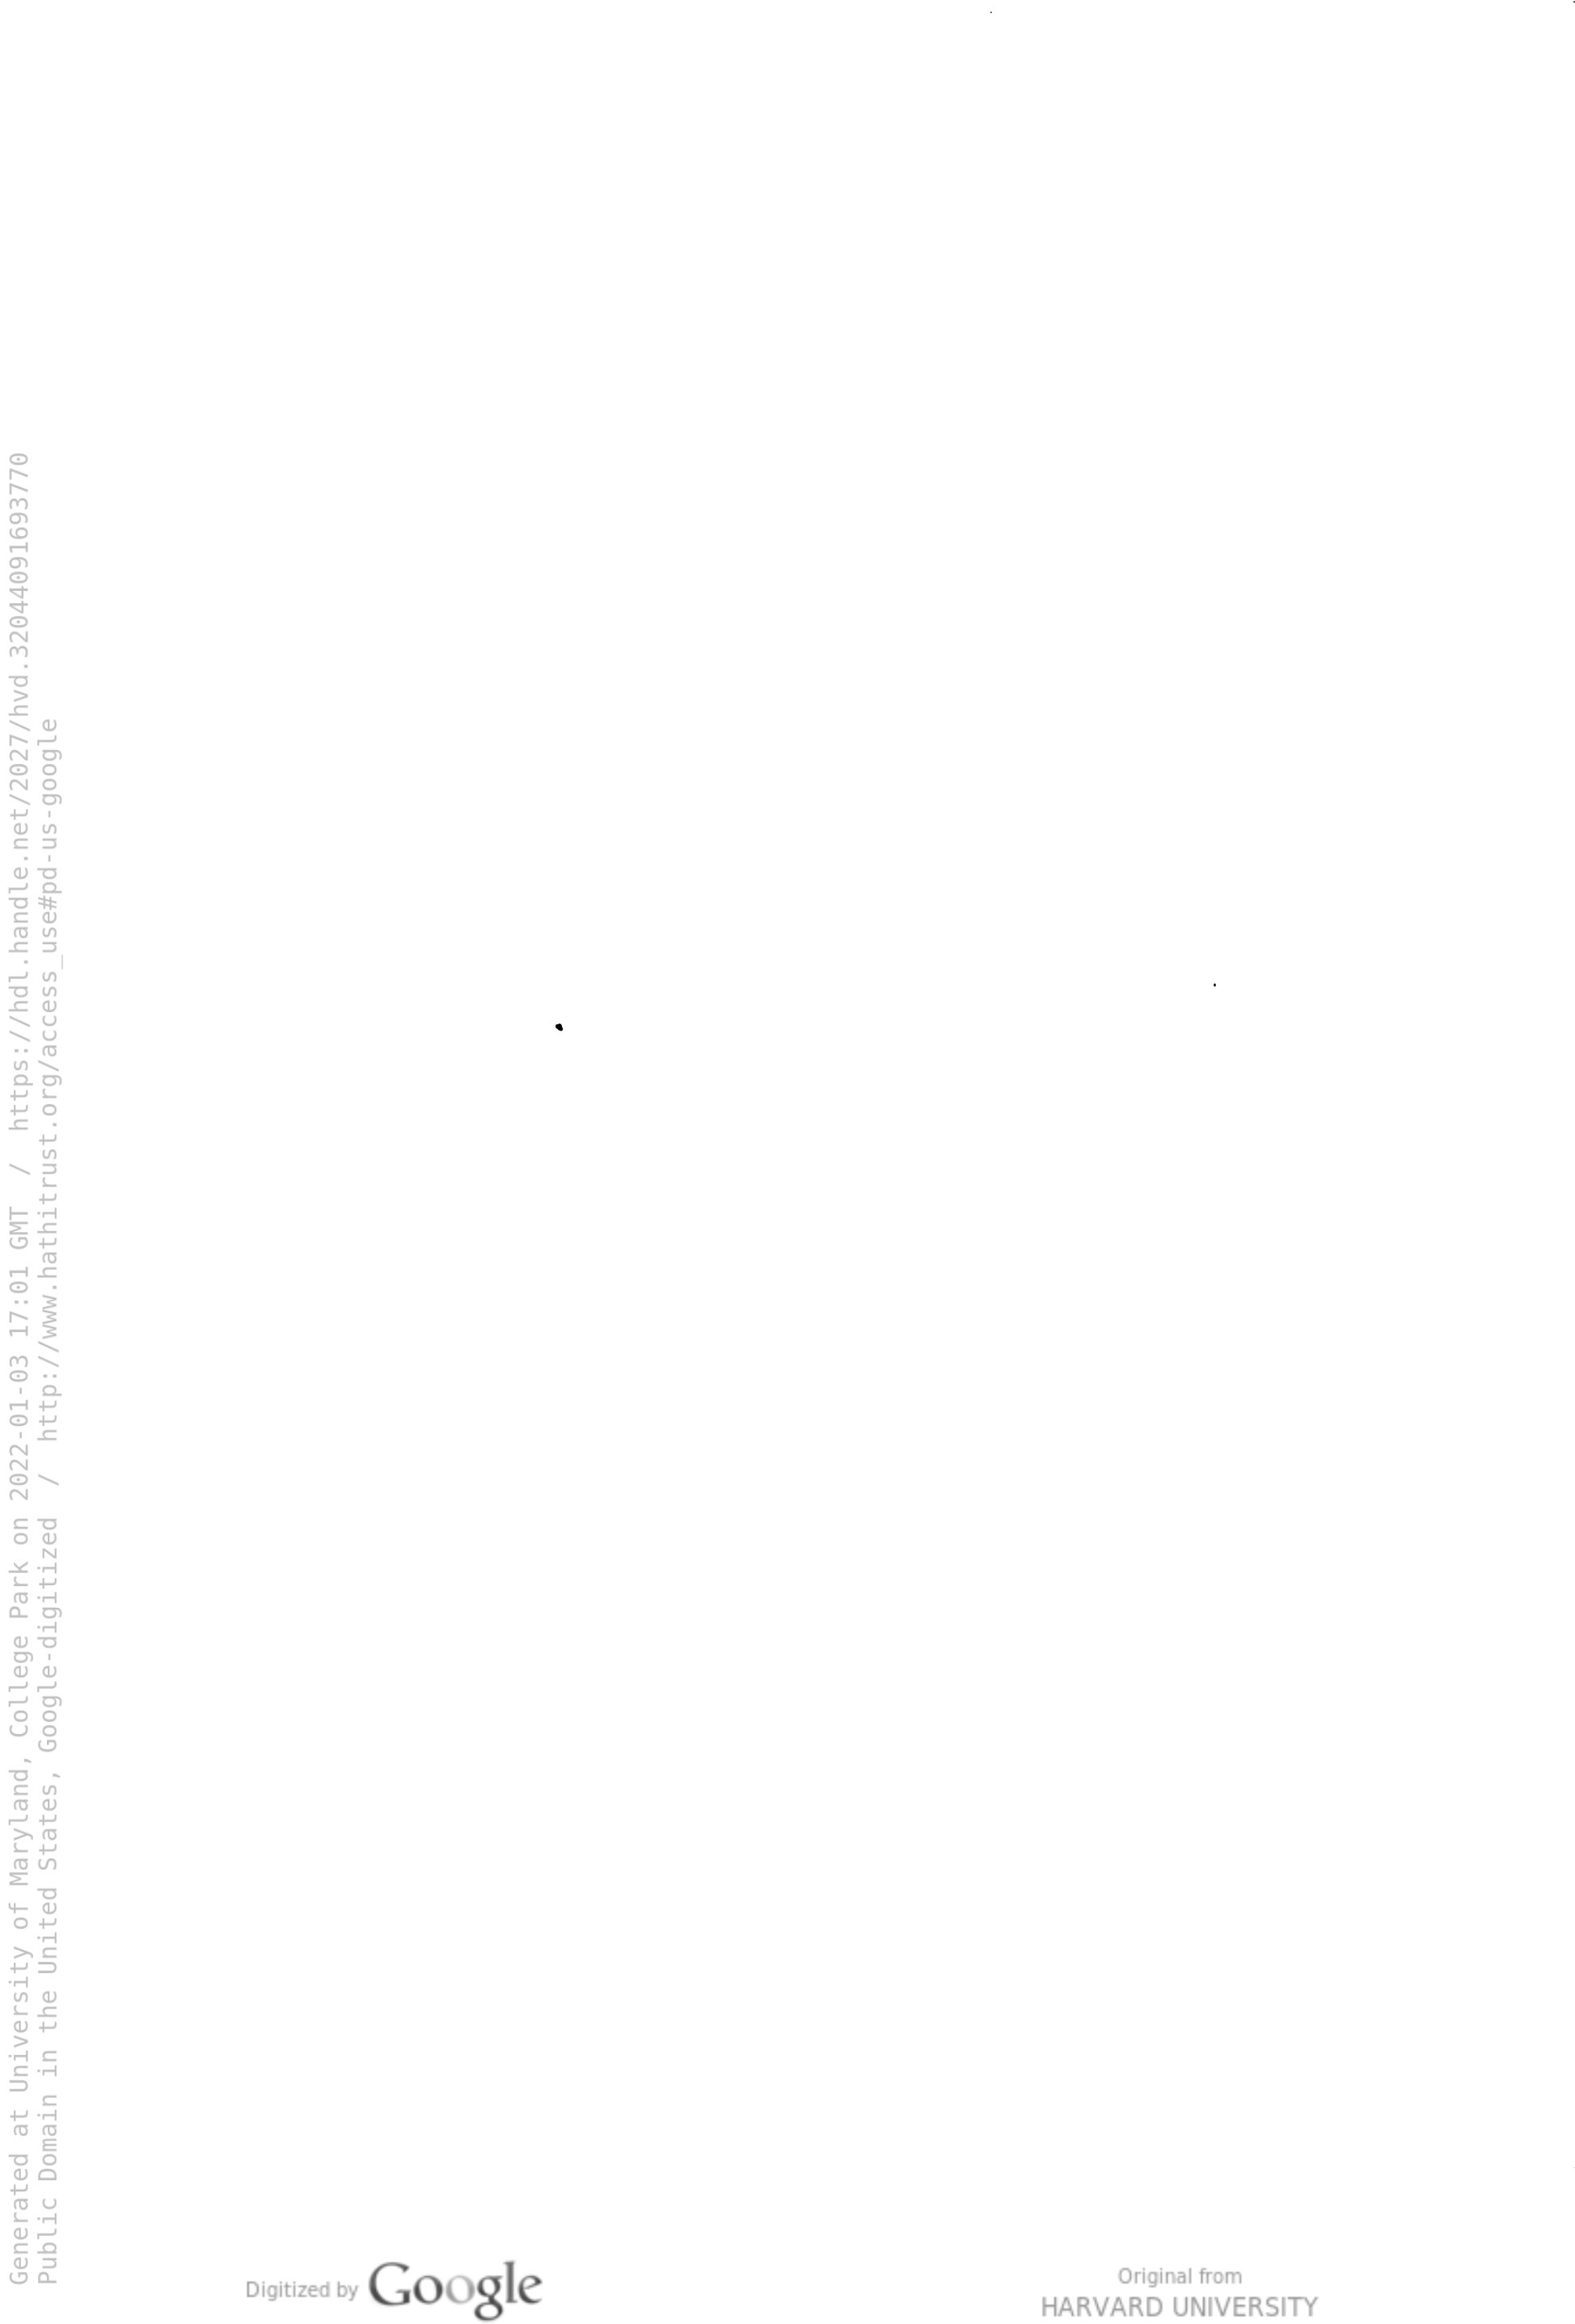 Generated at University of Maryland, College Park on 2022-01-03 17:01 GMT / https://hdl.handle.net/2027/hvd.32044091693770
Public Domain in the United States, Google-digitized / http://www.hathitrust.org/access_use#pd-us-google
Digitized by Google
Original from
HARVARD UNIVERSITY